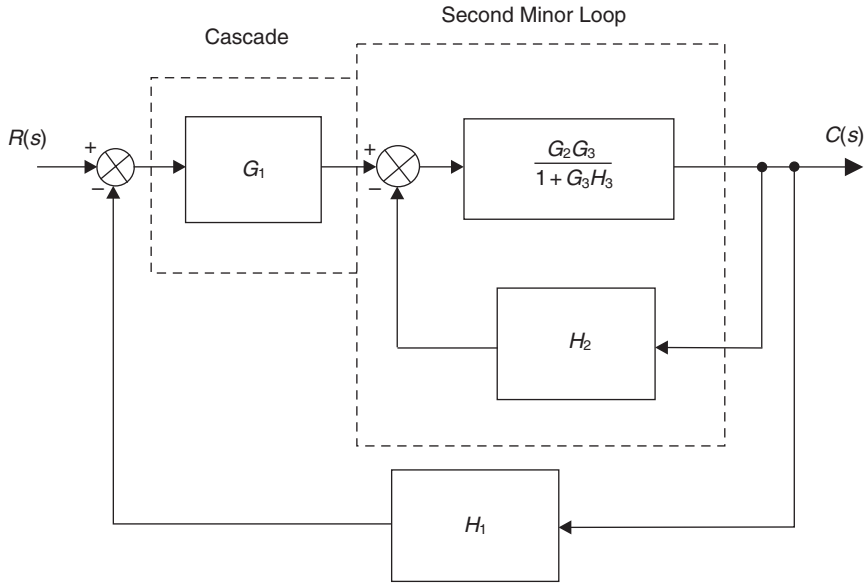 Second Minor Loop
Cascade
R(s)
+
−
G₁
+
−
G₂G₃
1 + G₃H₃
C(s)
H₂
H₁